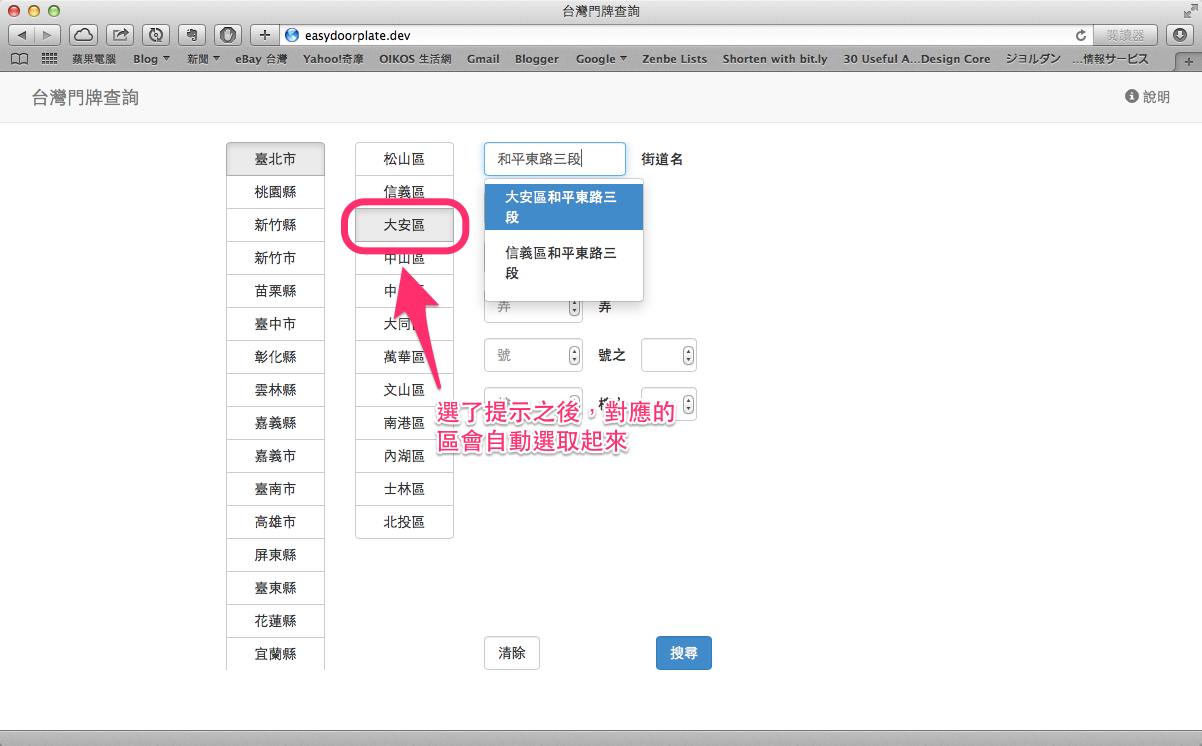 台灣門牌查詢
easydoorplate.dev
閱讀器
蘋果電腦 Blog 新聞 eBay 台灣 Yahoo!奇摩 OIKOS 生活網 Gmail Blogger Google Zenbe Lists Shorten with bit.ly 30 Useful A...Design Core ジョルダン ...情報サービス
台灣門牌查詢
說明
臺北市
桃園縣
新竹縣
新竹市
苗栗縣
臺中市
彰化縣
雲林縣
嘉義縣
嘉義市
臺南市
高雄市
屏東縣
臺東縣
花蓮縣
宜蘭縣
松山區
信義區
大安區
中山區
中
大同區
萬華區
文山區
南港區
內湖區
士林區
北投區
和平東路三段 街道名
大安區和平東路三
段
信義區和平東路三
段
弄 弄
號 號之
選了提示之後，對應的
區會自動選取起來
清除 搜尋